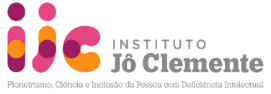 ijc
INSTITUTO
Jô Clemente
Pioneirismo, Ciência e Inclusão da Pessoa com Deficiência Intelectual